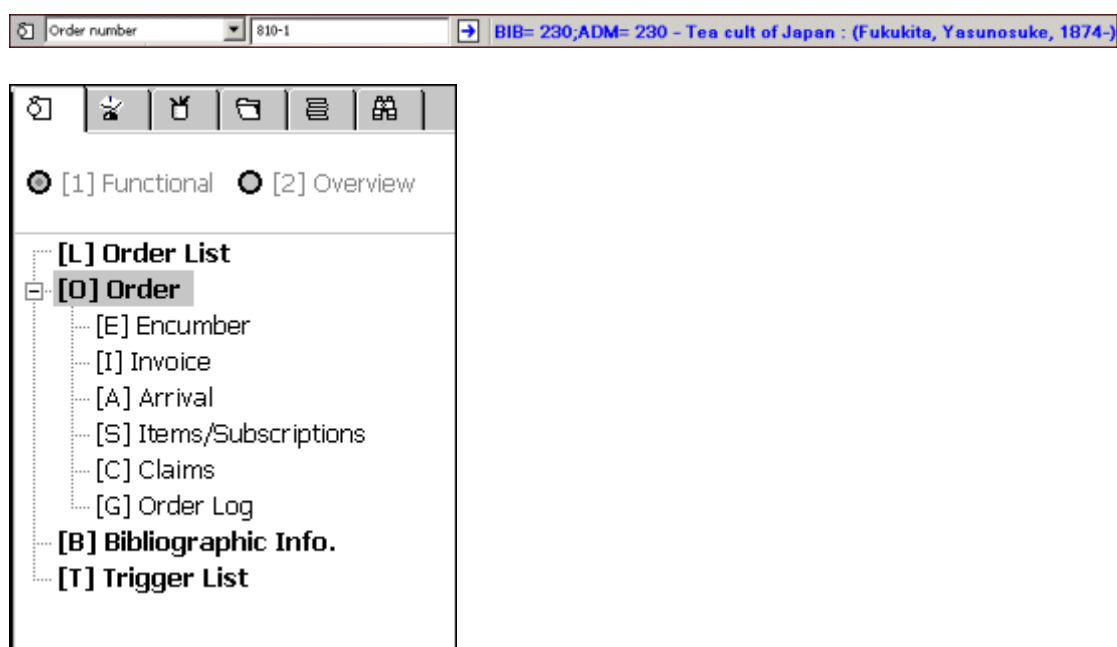 Order number 810-1 BIB= 230;ADM= 230 - Tea cult of Japan : (Fukukita, Yasunosuke, 1874-)
[1] Functional [2] Overview
[L] Order List
[O] Order
[E] Encumber
[I] Invoice
[A] Arrival
[S] Items/Subscriptions
[C] Claims
[G] Order Log
[B] Bibliographic Info.
[T] Trigger List